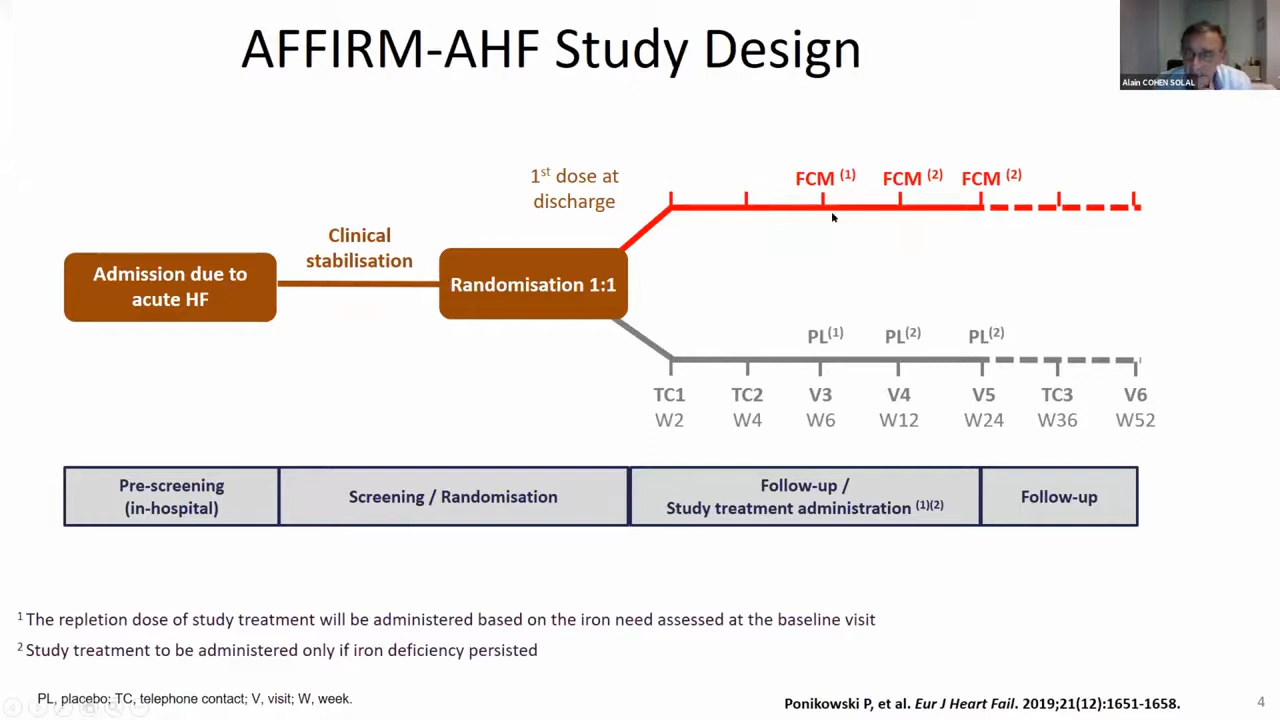 AFFIRM-AHF Study Design
Alain COHEN SOLAL
1st dose at
discharge
FCM (1)
FCM (2)
FCM (2)
Clinical
stabilisation
Admission due to
acute HF
Randomisation 1:1
PL(1)
PL(2)
PL(2)
TC1
TC2
V3
V4
V5
TC3
V6
W2
W4
W6
W12
W24
W36
W52
Pre-screening
(in-hospital)
Screening / Randomisation
Follow-up /
Study treatment administration (1)(2)
Follow-up
1 The repletion dose of study treatment will be administered based on the iron need assessed at the baseline visit
2 Study treatment to be administered only if iron deficiency persisted
PL, placebo; TC, telephone contact; V, visit; W, week.
Ponikowski P, et al. Eur J Heart Fail. 2019;21(12):1651-1658.
4